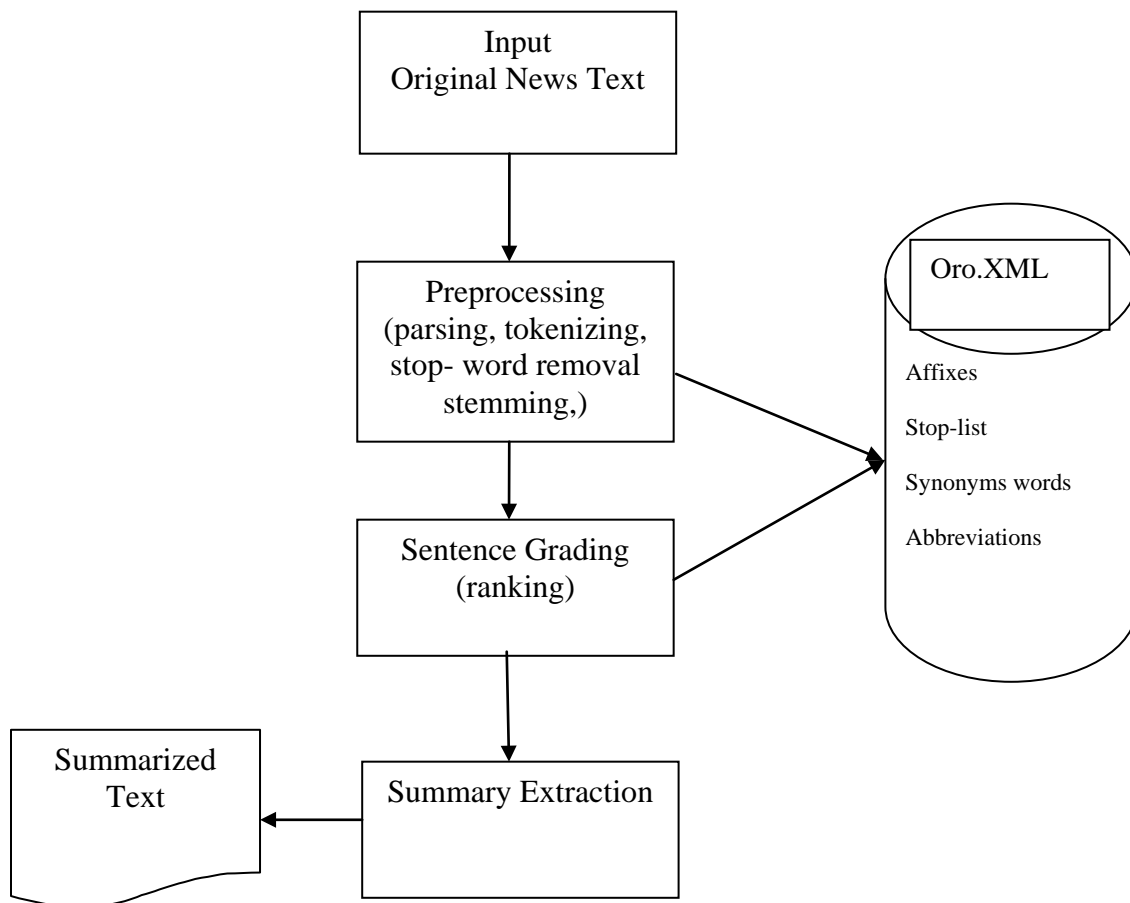 Input
Original News Text
Preprocessing
(parsing, tokenizing,
stop- word removal
stemming,)
Oro.XML
Affixes
Stop-list
Synonyms words
Abbreviations
Sentence Grading
(ranking)
Summarized
Text
Summary Extraction